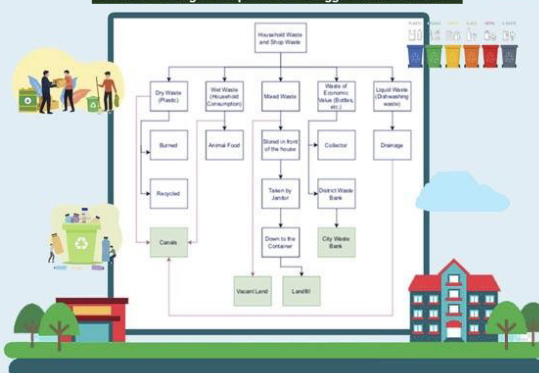 Household Waste
and Shop Waste
Dry Waste
(Plastic)
Wet Waste
(Household
Consumption)
Mixed Waste
Waste of
Economic
Value (Bottles,
etc.)
Liquid Waste
(Dishwashing
waste)
Burned
Animal Food
Stored in front
of the house
Collector
Drainage
Recycled
Taken by
Janitor
District Waste
Bank
Canals
Down to the
Container
City Waste
Bank
Vacant Land
Landfill